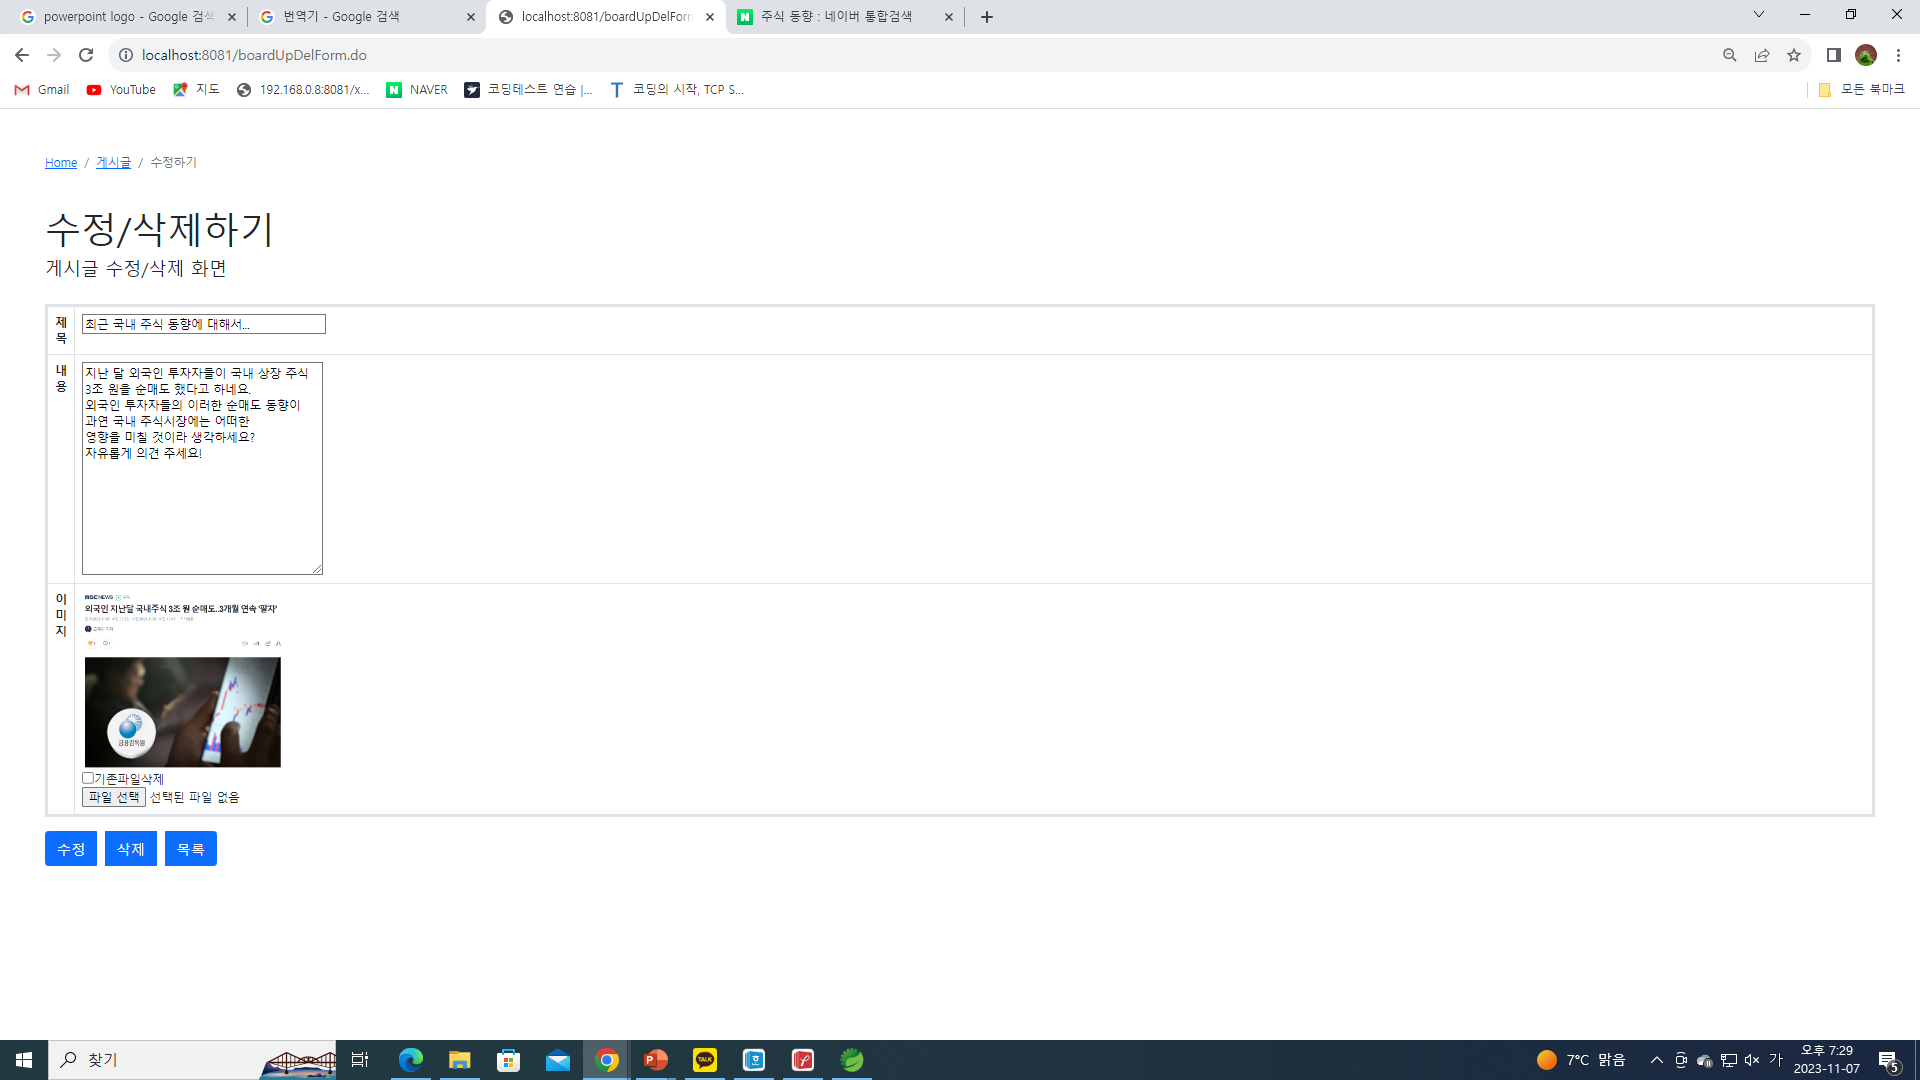 powerpoint logo - Google 검색
번역기 - Google 검색
localhost:8081/boardUpDelForm
주식 동향 : 네이버 통합검색
localhost:8081/boardUpDelForm.do
Gmail
YouTube
지도
192.168.0.8:8081/x...
NAVER
코딩테스트 연습 |...
코딩의 시작, TCP S...
모든 북마크
Home / 게시글 / 수정하기
수정/삭제하기
게시글 수정/삭제 화면
제목
최근 국내 주식 동향에 대해서...
내용
지난 달 외국인 투자자들이 국내 상장 주식
3조 원을 순매도 했다고 하네요.
외국인 투자자들의 이러한 순매도 동향이
과연 국내 주식시장에는 어떠한
영향을 미칠 것이라 생각하세요?
자유롭게 의견 주세요!
이미지
MBC NEWS
외국인 지난달 국내주식 3조 원 순매도..3개월 연속 '팔자'
금융감독원
기존파일삭제
파일 선택 선택된 파일 없음
수정
삭제
목록
찾기
TALK
7°C 맑음
가
오후 7:29
2023-11-07
5